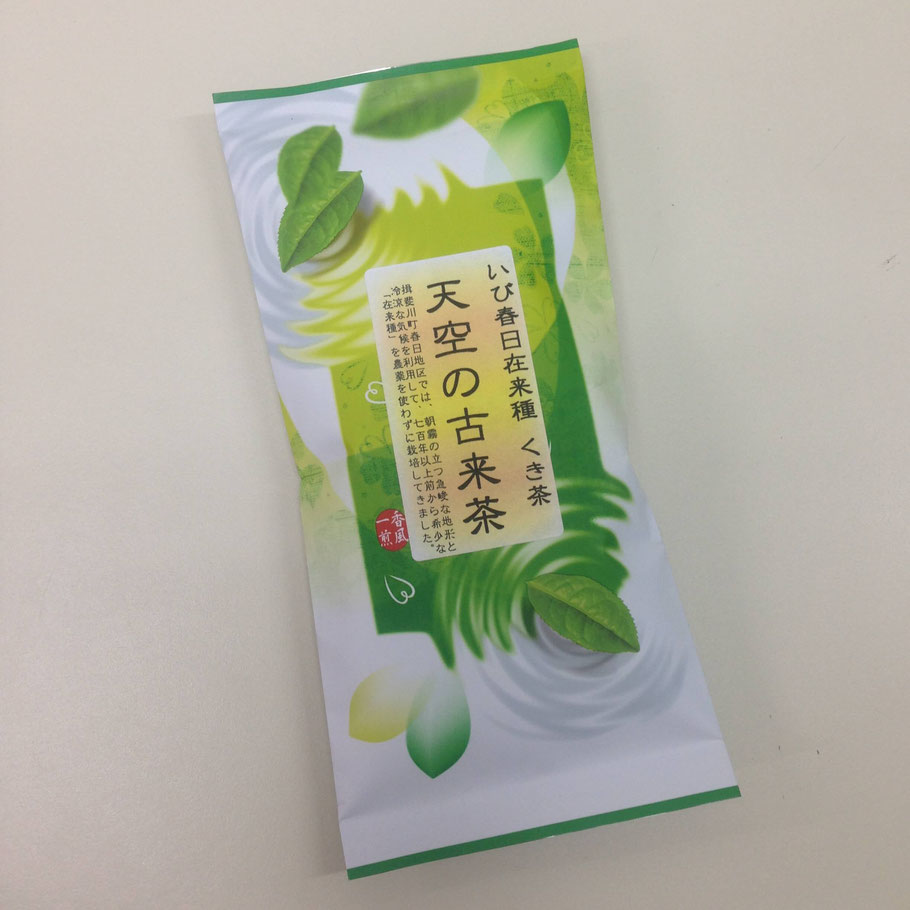 いび春日在来種 くき茶
天空の古来茶
揖斐川町春日地区では、朝霧の立つ急峻な地形と
冷涼な気候を利用して、七百年以上前から希少な
「在来種」を農薬を使わずに栽培してきました。
香風
一煎